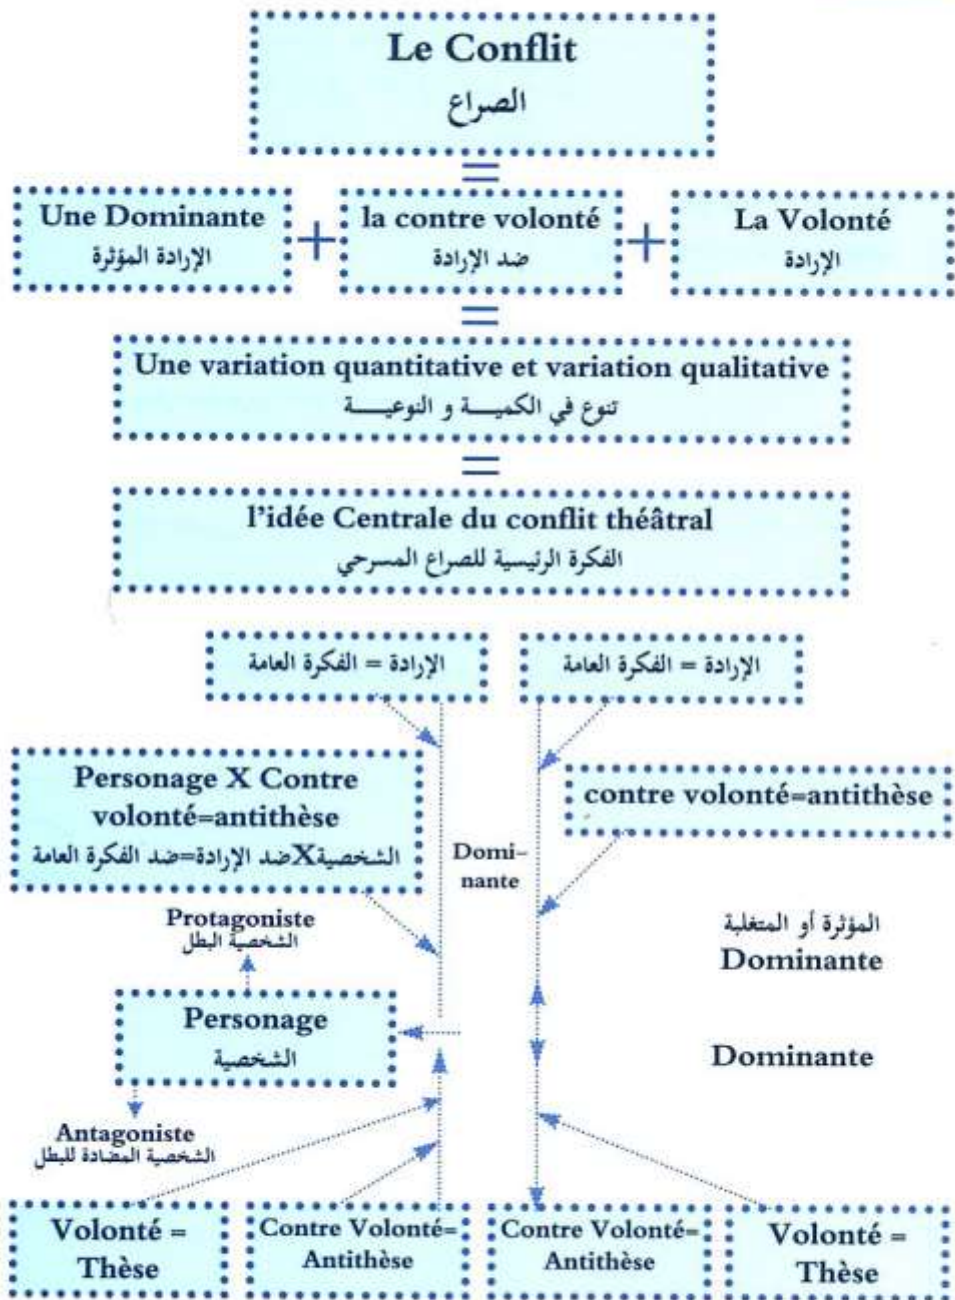 Le Conflit
الصراع
=
Une Dominante + la contre volonté + La Volonté
الإرادة المؤثرة ضد الإرادة الإرادة
=
Une variation quantitative et variation qualitative
تنوع في الكميـــة و النوعيـــــة
=
l'idée Centrale du conflit théâtral
الفكرة الرئيسية للصراع المسرحي
الإرادة = الفكرة العامة
الإرادة = الفكرة العامة
Personage X Contre
volonté=antithèse
الشخصيةXضد الإرادة=ضد الفكرة العامة
contre volonté=antithèse
Domi-
nante
Protagoniste
الشخصية البطل
المؤثرة أو المتغلبة
Dominante
Personage
الشخصية
Dominante
Antagoniste
الشخصية المضادة للبطل
Volonté =
Thèse
Contre Volonté=
Antithèse
Contre Volonté=
Antithèse
Volonté =
Thèse